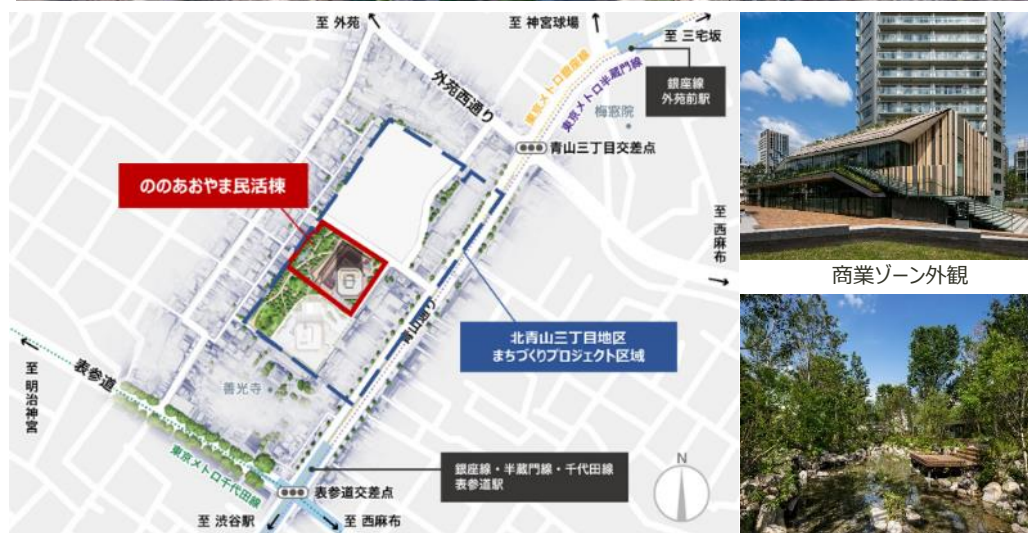 至 外苑
至 神宮球場
至 三宅坂
外苑西通り
東京メトロ銀座線
東京メトロ半蔵門線
銀座線
外苑前駅
梅窓院
青山三丁目交差点
ののあおやま民活棟
至 西麻布
青山通り
北青山三丁目地区
まちづくりプロジェクト区域
至 明治神宮
表参道
善光寺
東京メトロ千代田線
銀座線・半蔵門線・千代田線
表参道駅
N
表参道交差点
至 渋谷駅
至 西麻布
商業ゾーン外観